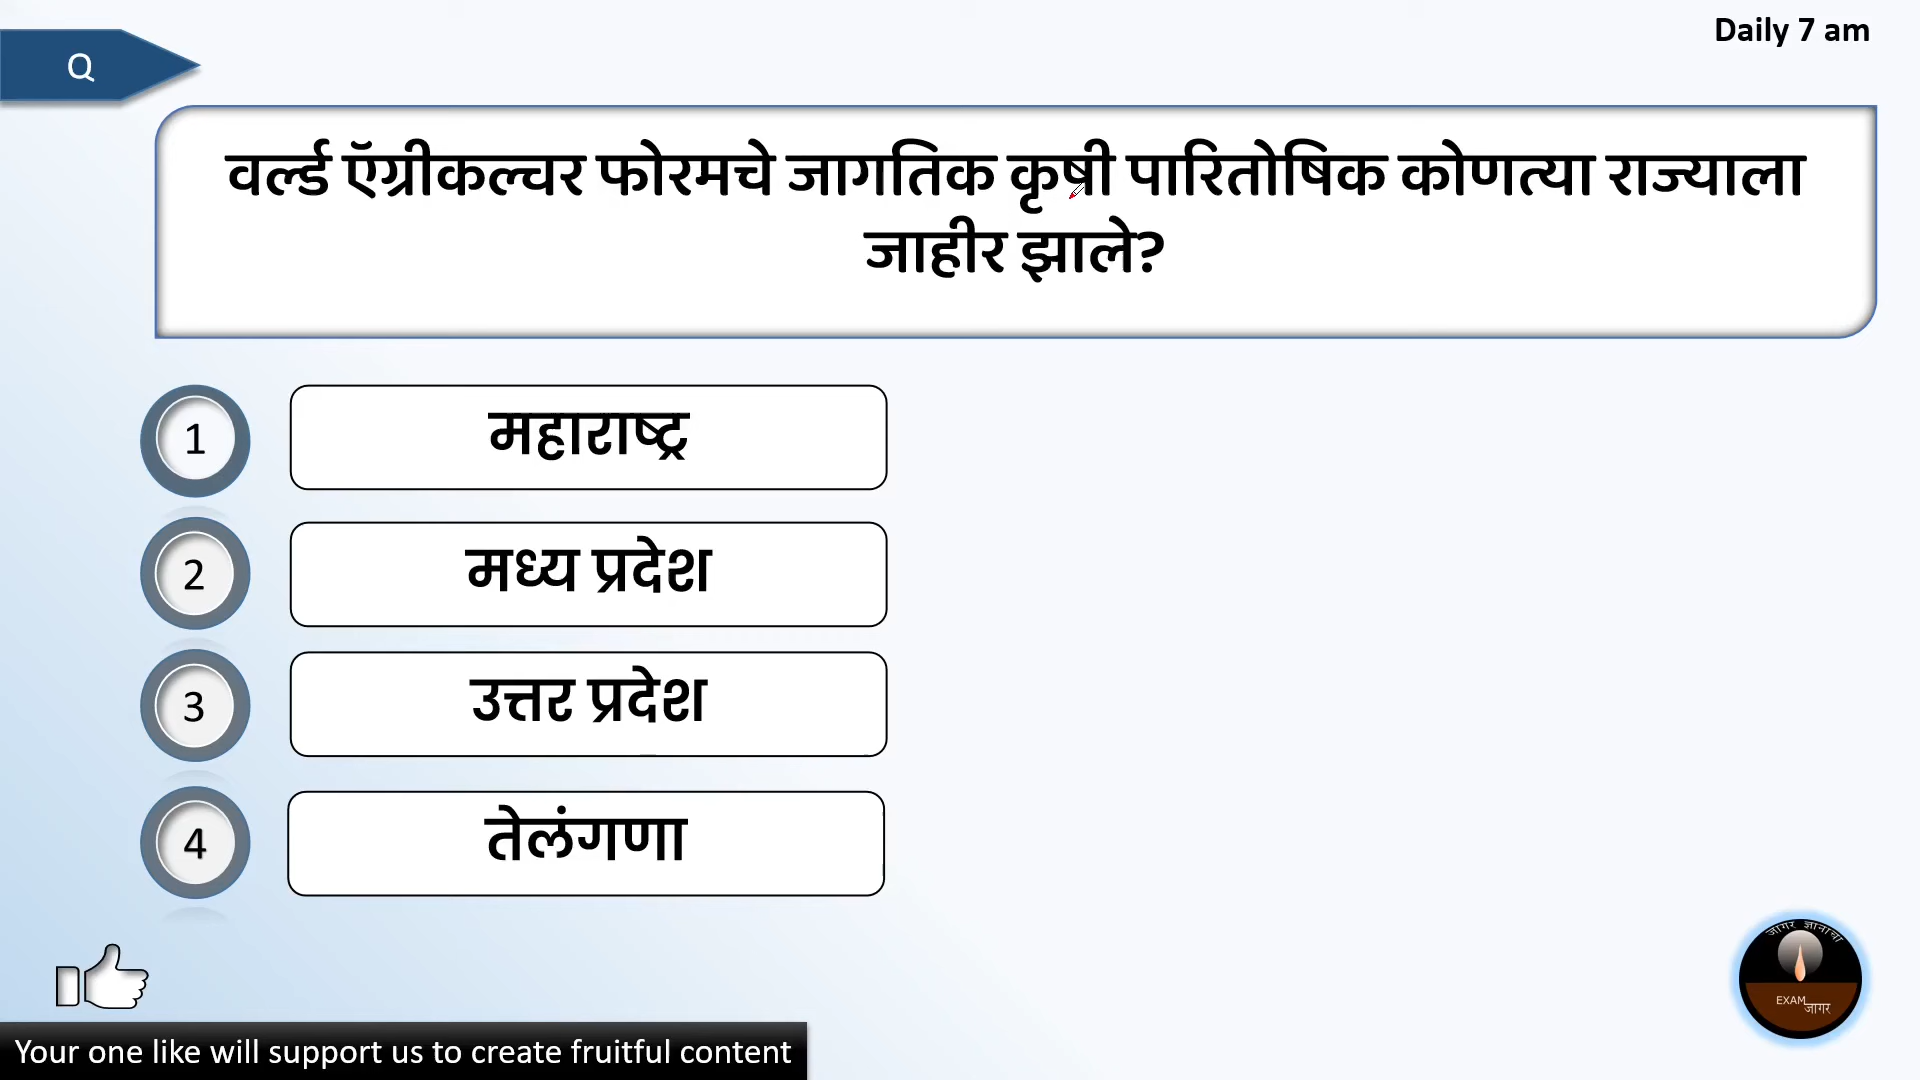 Daily 7 am
Q
वर्ल्ड ऍग्रीकल्चर फोरमचे जागतिक कृषी पारितोषिक कोणत्या राज्याला
जाहीर झाले?
1
महाराष्ट्र
2
मध्य प्रदेश
3
उत्तर प्रदेश
4
तेलंगणा
जागर ज्ञानाचा
EXAM
जागर
Your one like will support us to create fruitful content